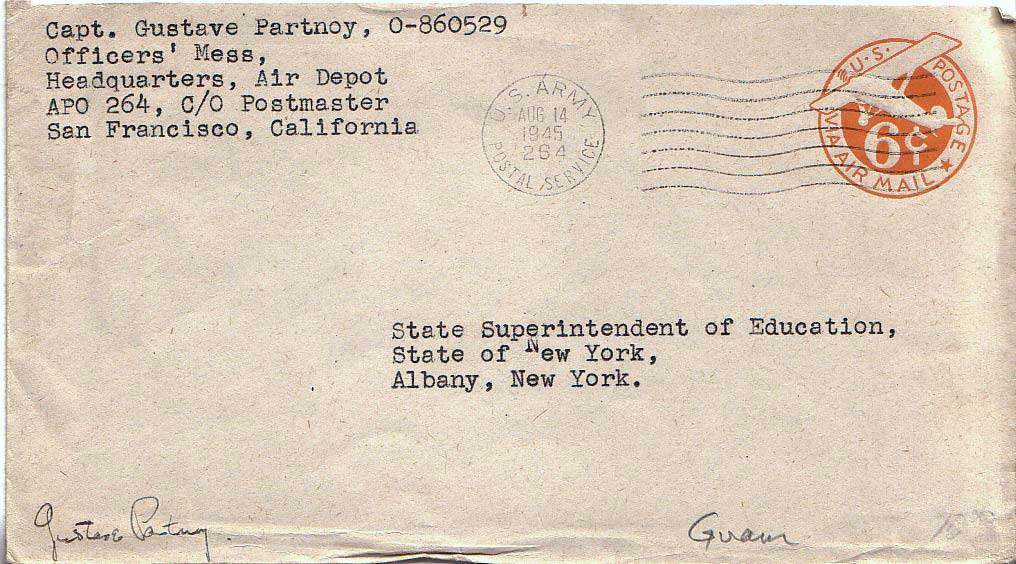 Capt. Gustave Partnoy, O-860529
Officers' Mess,
Headquarters, Air Depot
APO 264, C/O Postmaster
San Francisco, California
U.S. ARMY
AUG 14
1945
264
POSTAL SERVICE
U.S. POSTAGE
6¢
VIA AIR MAIL
State Superintendent of Education,
State of New York,
Albany, New York.
Gustave Partnoy.
Guam